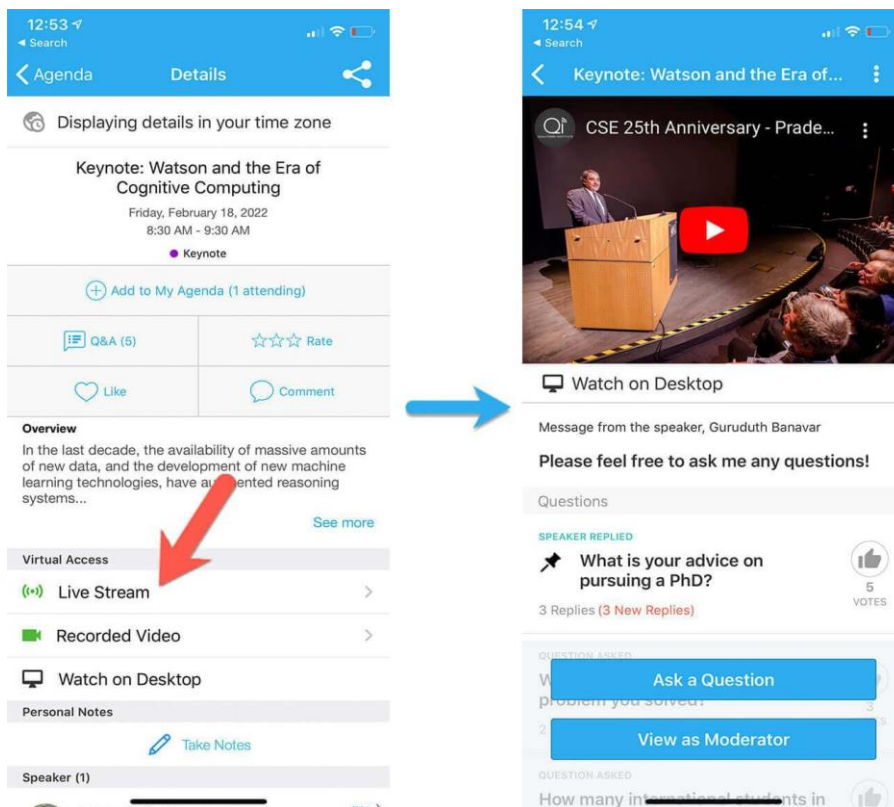 12:53
Search
Agenda
Details
Displaying details in your time zone
Keynote: Watson and the Era of
Cognitive Computing
Friday, February 18, 2022
8:30 AM - 9:30 AM
Keynote
Add to My Agenda (1 attending)
Q&A (5)
Rate
Like
Comment
Overview
In the last decade, the availability of massive amounts
of new data, and the development of new machine
learning technologies, have augmented reasoning
systems...
See more
Virtual Access
Live Stream
Recorded Video
Watch on Desktop
Personal Notes
Take Notes
Speaker (1)
12:54
Search
Keynote: Watson and the Era of...
Qi
CSE 25th Anniversary - Prade...
Watch on Desktop
Message from the speaker, Guruduth Banavar
Please feel free to ask me any questions!
Questions
SPEAKER REPLIED
What is your advice on
pursuing a PhD?
5
VOTES
3 Replies (3 New Replies)
QUESTION ASKED
Ask a Question
problem you solved?
3
2
View as Moderator
QUESTION ASKED
How many international students in